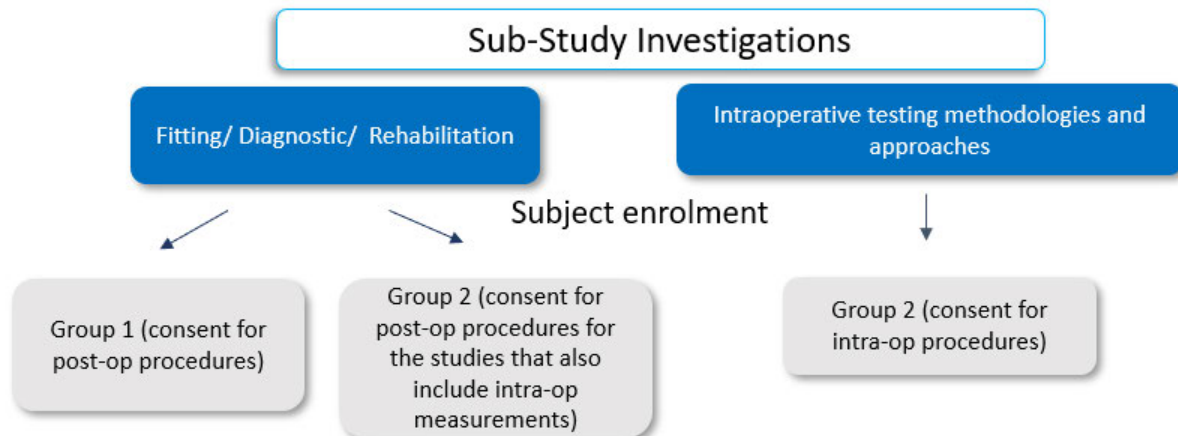 Sub-Study Investigations
Fitting/ Diagnostic/ Rehabilitation
Intraoperative testing methodologies and
approaches
Subject enrolment
Group 1 (consent for
post-op procedures)
Group 2 (consent for
post-op procedures for
the studies that also
include intra-op
measurements)
Group 2 (consent for
intra-op procedures)